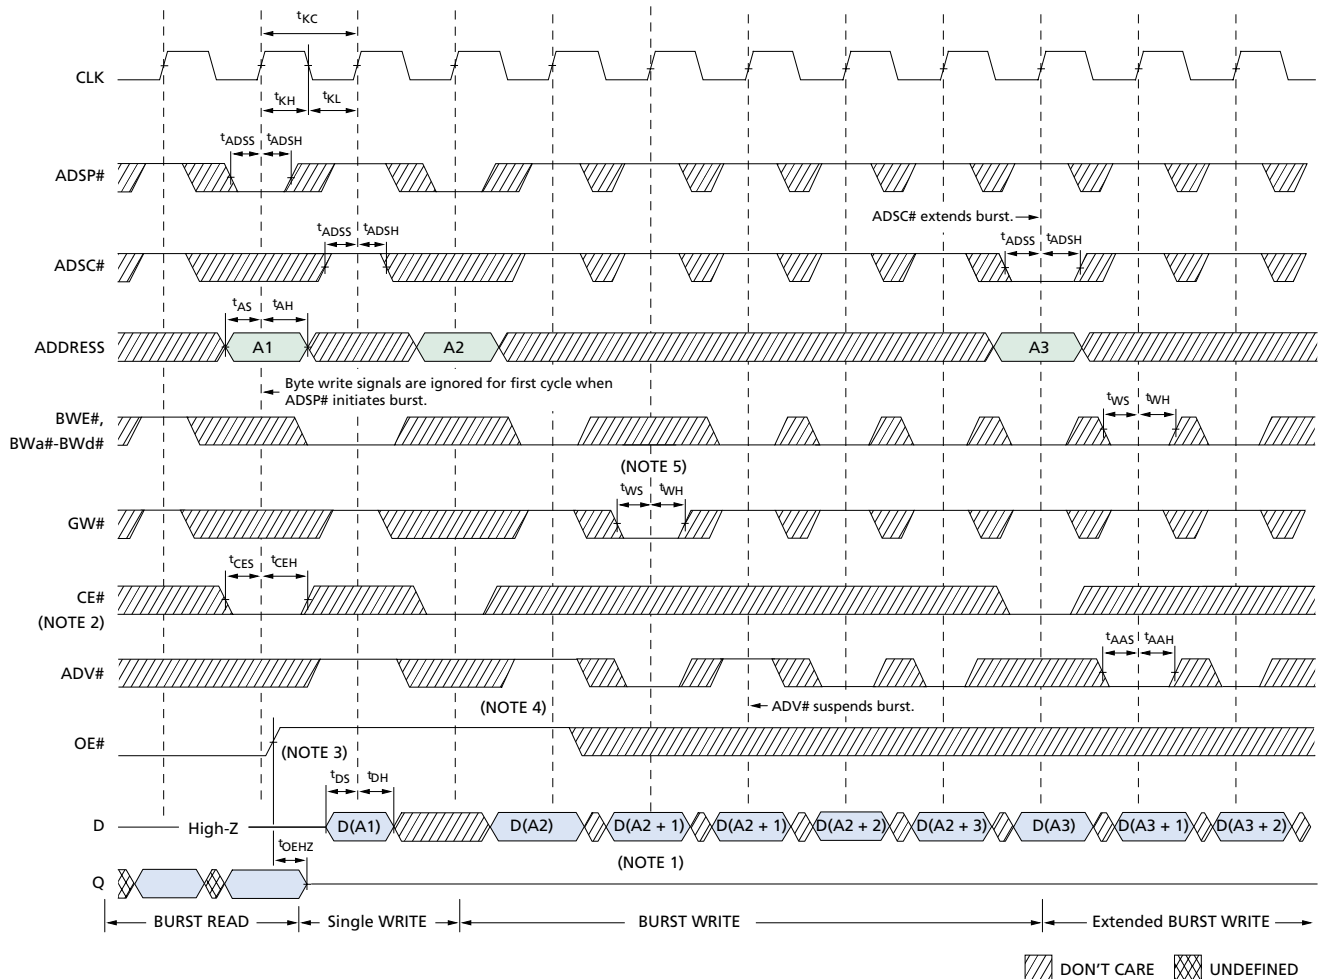 tKC
CLK
tKH tKL
tADSS tADSH
ADSP#
ADSC# extends burst.
tADSS tADSH
tADSS tADSH
ADSC#
tAS tAH
ADDRESS
A1 A2 A3
Byte write signals are ignored for first cycle when
ADSP# initiates burst.
BWE#,
BWa#-BWd#
tWS tWH
(NOTE 5)
tWS tWH
GW#
tCES tCEH
CE#
(NOTE 2)
tAAS tAAH
ADV#
(NOTE 4)
ADV# suspends burst.
OE#
(NOTE 3)
tDS tDH
D
High-Z
D(A1) D(A2) D(A2 + 1) D(A2 + 1) D(A2 + 2) D(A2 + 3) D(A3) D(A3 + 1) D(A3 + 2)
tOEHZ
(NOTE 1)
Q
BURST READ Single WRITE BURST WRITE Extended BURST WRITE
DON'T CARE UNDEFINED